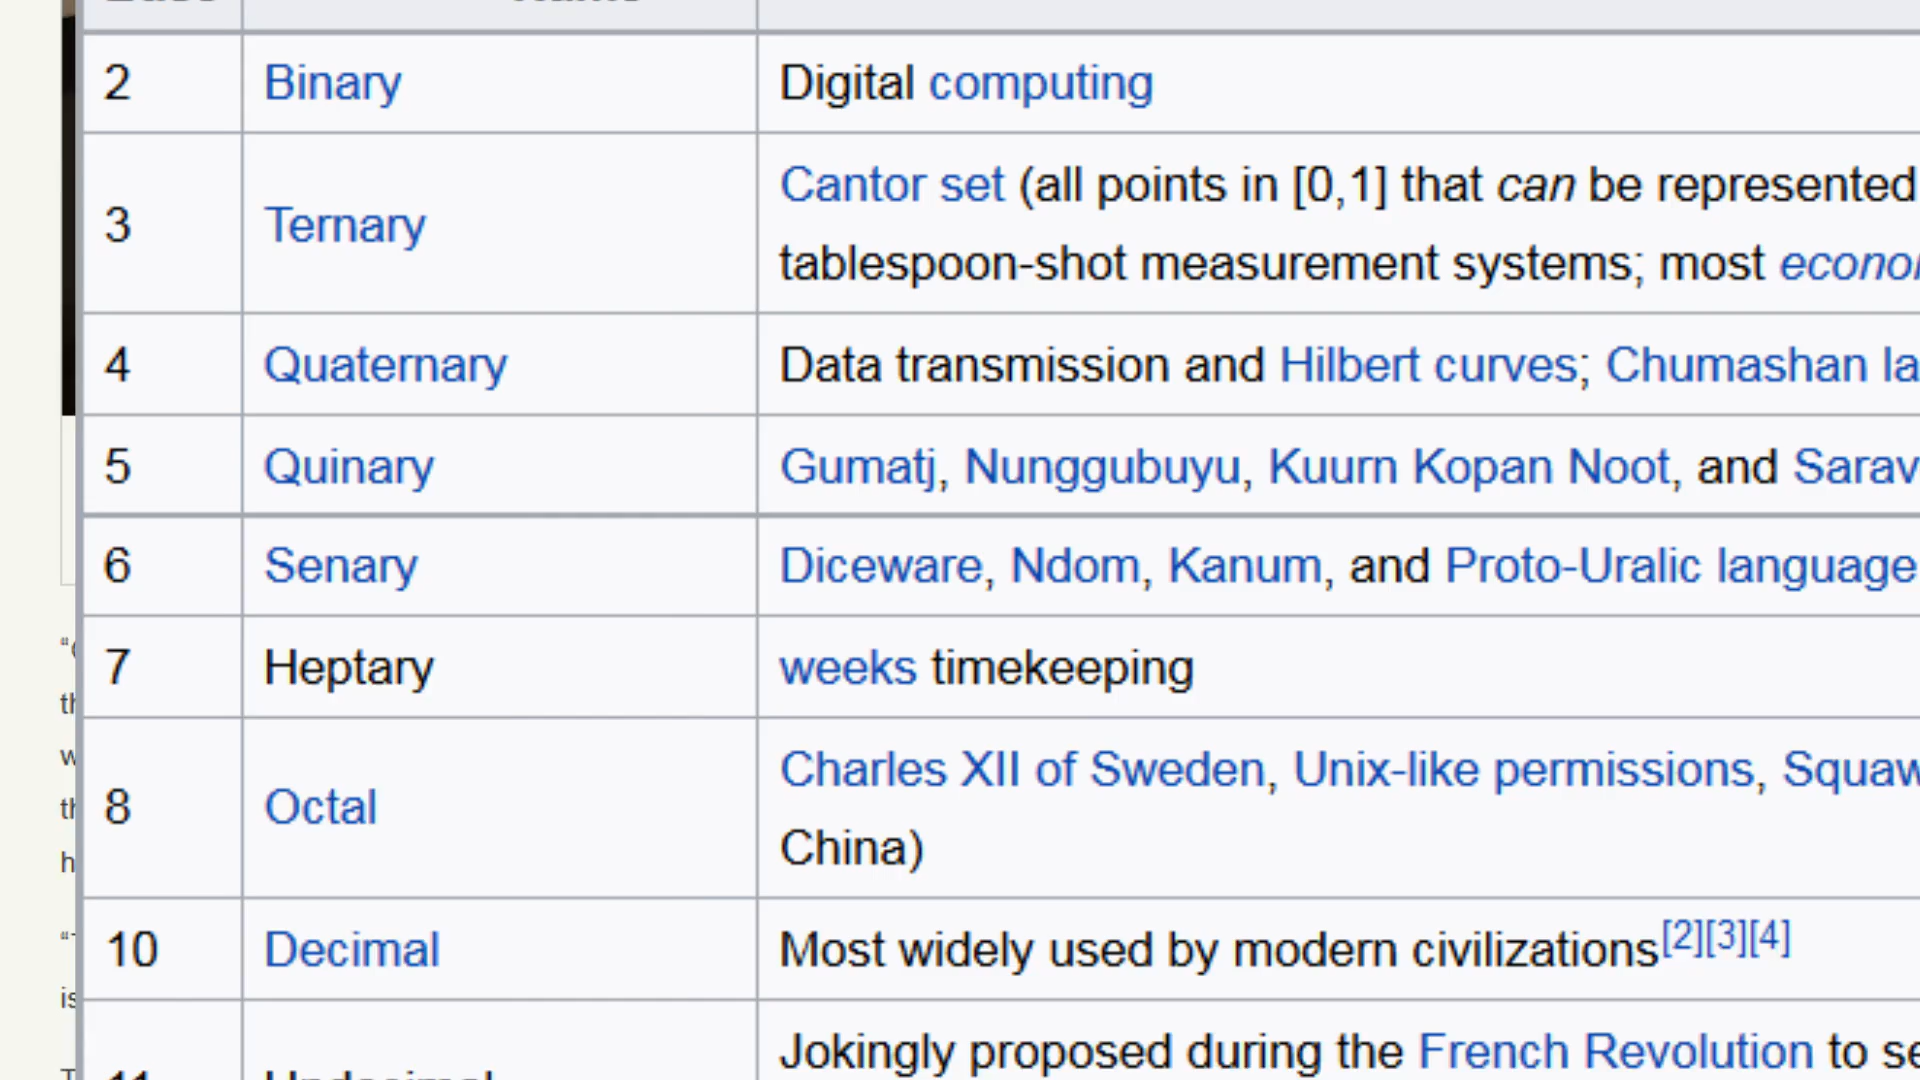 2 Binary Digital computing
3 Ternary Cantor set (all points in [0,1] that can be represented
tablespoon-shot measurement systems; most
4 Quaternary Data transmission and Hilbert curves; Chumashan
5 Quinary Gumatj, Nunggubuyu, Kuurn Kopan Noot, and
6 Senary Diceware, Ndom, Kanum, and Proto-Uralic language
7 Heptary weeks timekeeping
8 Octal Charles XII of Sweden, Unix-like permissions,
China)
10 Decimal Most widely used by modern civilizations[2][3][4]
Jokingly proposed during the French Revolution to
11 Undecimal